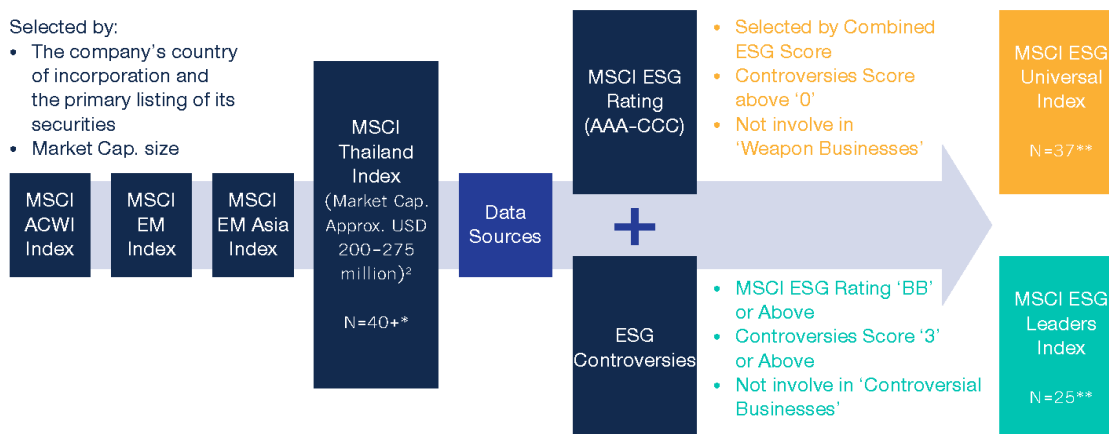 Selected by:
• The company's country
of incorporation and
the primary listing of its
securities
• Market Cap. size
MSCI
ACWI
Index
MSCI
EM
Index
MSCI
EM Asia
Index
MSCI
Thailand
Index
(Market Cap.
Approx. USD
200–275
million)²
N=40+*
Data
Sources
MSCI ESG
Rating
(AAA–CCC)
+
ESG
Controversies
• Selected by Combined
ESG Score
• Controversies Score
above ‘0’
• Not involve in
‘Weapon Businesses’
• MSCI ESG Rating ‘BB’
or Above
• Controversies Score ‘3’
or Above
• Not involve in ‘Controversial
Businesses’
MSCI ESG
Universal
Index
N=37**
MSCI ESG
Leaders
Index
N=25**